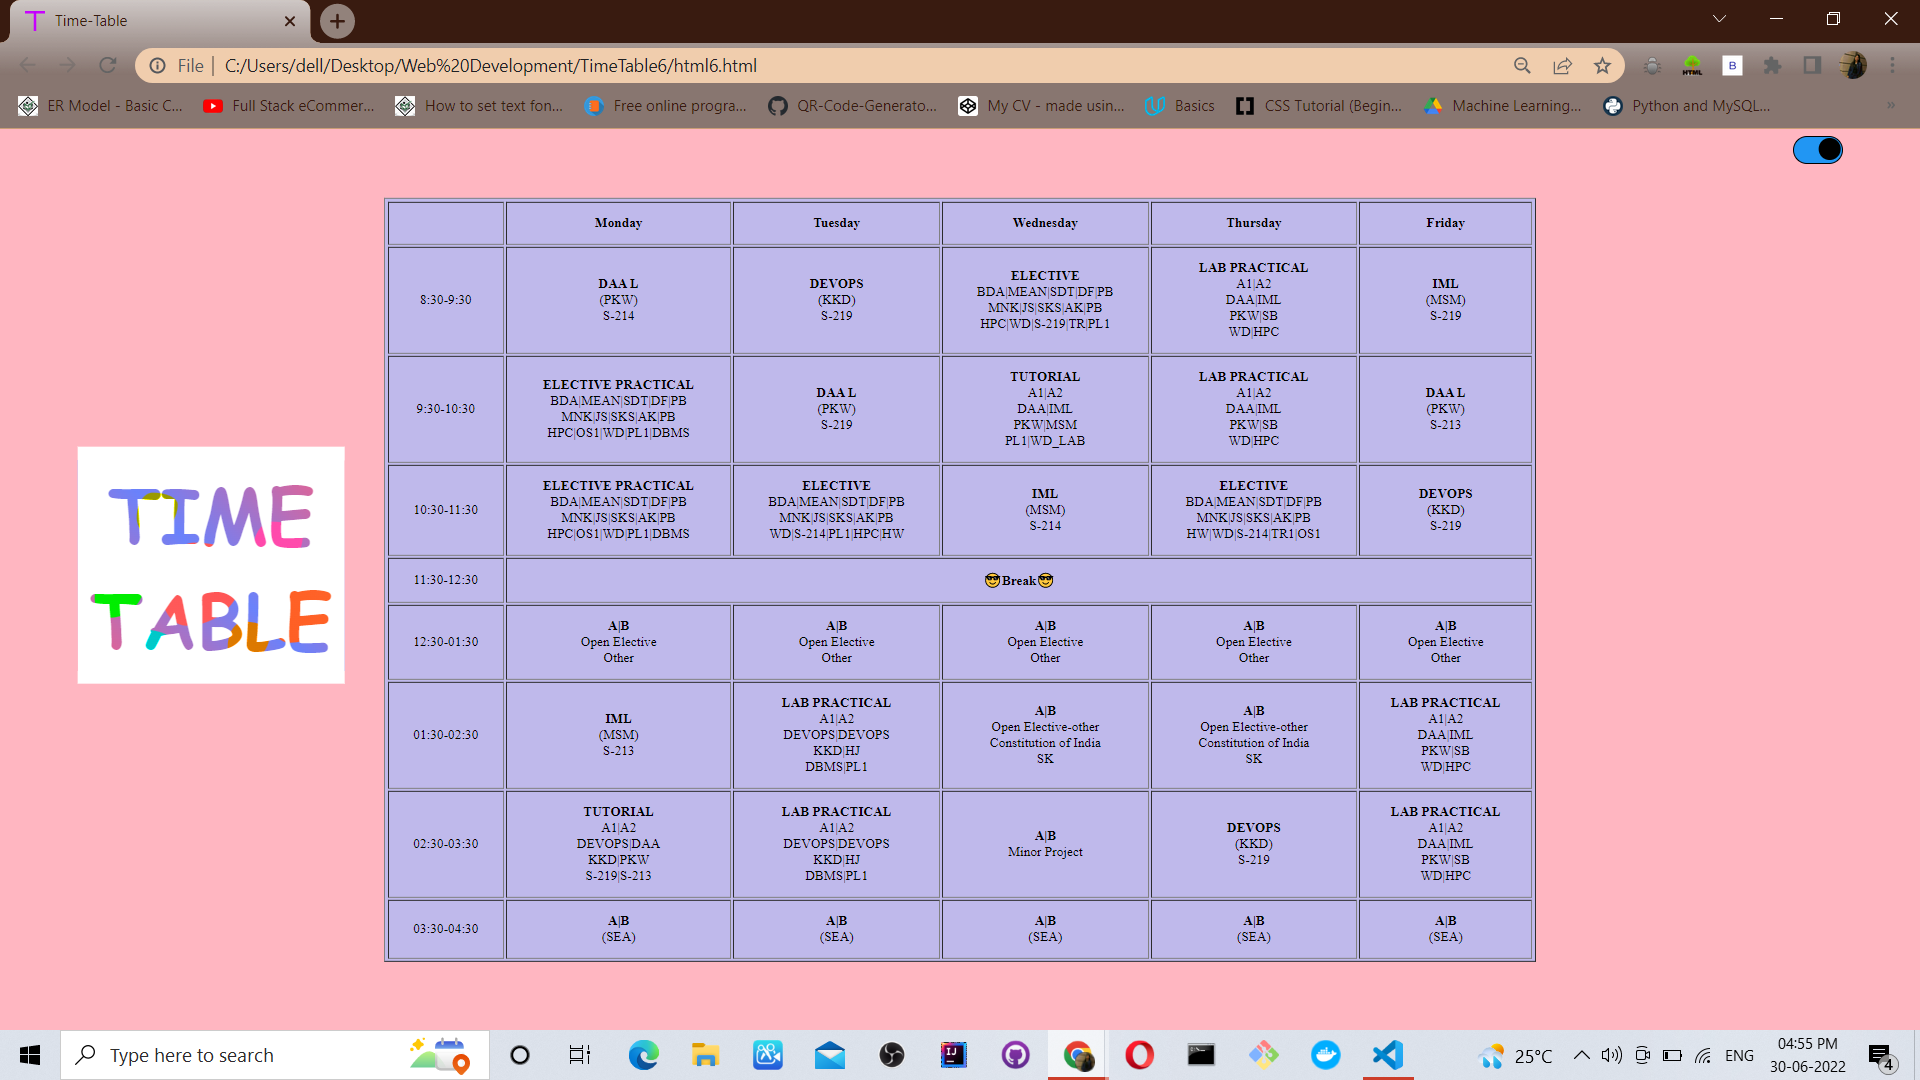 Time-Table
File
C:/Users/dell/Desktop/Web%20Development/TimeTable6/html6.html
HTML
B
ER Model - Basic C...
Full Stack eCommer...
How to set text fon...
Free online progra...
QR-Code-Generato...
My CV - made usin...
Basics
CSS Tutorial (Begin...
Machine Learning...
Python and MySQL...
TIME
TABLE
Monday
Tuesday
Wednesday
Thursday
Friday
8:30-9:30
DAA L
(PKW)
S-214
DEVOPS
(KKD)
S-219
ELECTIVE
BDA|MEAN|SDT|DF|PB
MNK|JS|SKS|AK|PB
HPC|WD|S-219|TR|PL1
LAB PRACTICAL
A1|A2
DAA|IML
PKW|SB
WD|HPC
IML
(MSM)
S-219
9:30-10:30
ELECTIVE PRACTICAL
BDA|MEAN|SDT|DF|PB
MNK|JS|SKS|AK|PB
HPC|OS1|WD|PL1|DBMS
DAA L
(PKW)
S-219
TUTORIAL
A1|A2
DAA|IML
PKW|MSM
PL1|WD_LAB
LAB PRACTICAL
A1|A2
DAA|IML
PKW|SB
WD|HPC
DAA L
(PKW)
S-213
10:30-11:30
ELECTIVE PRACTICAL
BDA|MEAN|SDT|DF|PB
MNK|JS|SKS|AK|PB
HPC|OS1|WD|PL1|DBMS
ELECTIVE
BDA|MEAN|SDT|DF|PB
MNK|JS|SKS|AK|PB
WD|S-214|PL1|HPC|HW
IML
(MSM)
S-214
ELECTIVE
BDA|MEAN|SDT|DF|PB
MNK|JS|SKS|AK|PB
HW|WD|S-214|TR1|OS1
DEVOPS
(KKD)
S-219
11:30-12:30
😎Break😎
12:30-01:30
A|B
Open Elective
Other
A|B
Open Elective
Other
A|B
Open Elective
Other
A|B
Open Elective
Other
A|B
Open Elective
Other
01:30-02:30
IML
(MSM)
S-213
LAB PRACTICAL
A1|A2
DEVOPS|DEVOPS
KKD|HJ
DBMS|PL1
A|B
Open Elective-other
Constitution of India
SK
A|B
Open Elective-other
Constitution of India
SK
LAB PRACTICAL
A1|A2
DAA|IML
PKW|SB
WD|HPC
02:30-03:30
TUTORIAL
A1|A2
DEVOPS|DAA
KKD|PKW
S-219|S-213
LAB PRACTICAL
A1|A2
DEVOPS|DEVOPS
KKD|HJ
DBMS|PL1
A|B
Minor Project
DEVOPS
(KKD)
S-219
LAB PRACTICAL
A1|A2
DAA|IML
PKW|SB
WD|HPC
03:30-04:30
A|B
(SEA)
A|B
(SEA)
A|B
(SEA)
A|B
(SEA)
A|B
(SEA)
Type here to search
IJ
25°C
ENG
04:55 PM
30-06-2022
4